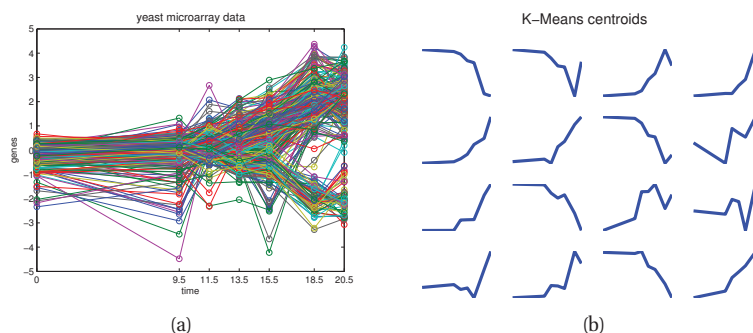 yeast microarray data
5
4
3
2
1
0
−1
−2
−3
−4
−5
genes
0 9.5 11.5 13.5 15.5 18.5 20.5
time
(a)
K−Means centroids
(b)